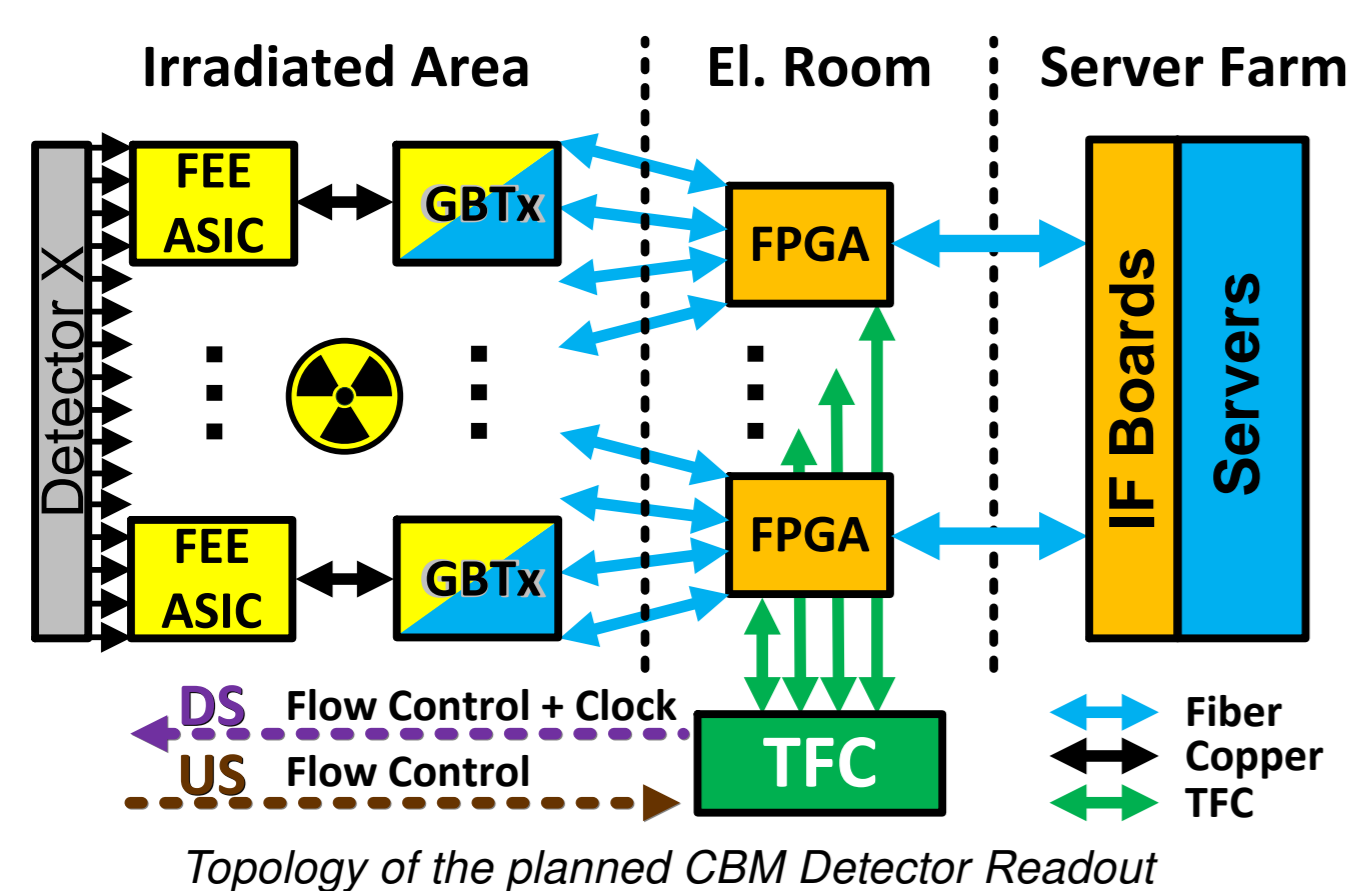 Irradiated Area
El. Room
Server Farm
Detector X
FEE
ASIC
GBTx
FPGA
IF Boards
Servers
FEE
ASIC
GBTx
FPGA
DS Flow Control + Clock
US Flow Control
TFC
Fiber
Copper
TFC
Topology of the planned CBM Detector Readout